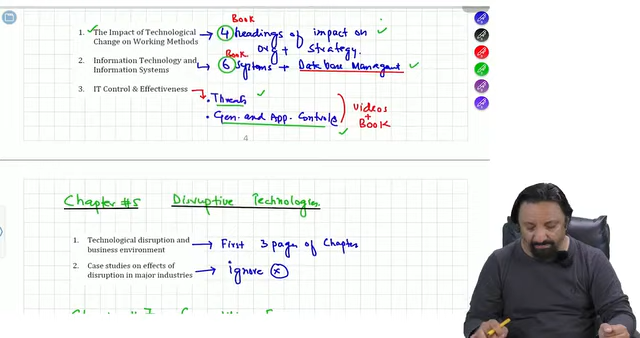 Book
1. The Impact of Technological Change on Working Methods → 4 headings of impact on
org + strategy.
Book
2. Information Technology and Information Systems → 6 systems + Database Managent
3. IT Control & Effectiveness → • Threats
• Gen. and App. Controls
Videos
+
Book
4
Chapter #5 Disruptive Technologies
1. Technological disruption and business environment → First 3 pages of Chapter
2. Case studies on effects of disruption in major industries → ignore